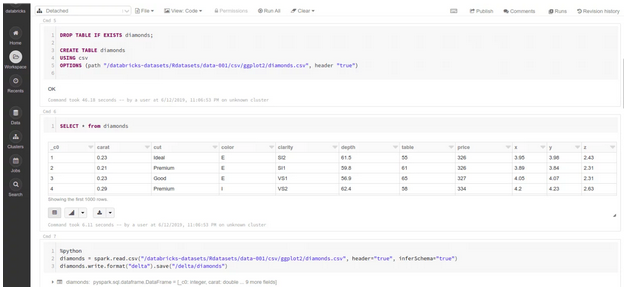 databricks
Detached
File
View: Code
Permissions
Run All
Clear
Publish
Comments
Runs
Revision history
Home
Workspace
Recents
Data
Clusters
Jobs
Search
Cmd 5
1 DROP TABLE IF EXISTS diamonds;
2
3 CREATE TABLE diamonds
4 USING csv
5 OPTIONS (path "/databricks-datasets/Rdatasets/data-001/csv/ggplot2/diamonds.csv", header "true")
6
OK
Command took 40.18 seconds -- by a user at 6/12/2019, 11:00:53 PM on unknown cluster
Cmd 6
1 SELECT * from diamonds
_c0 carat cut color clarity depth table price x y z
1 0.23 Ideal E SI2 61.5 55 326 3.95 3.98 2.43
2 0.21 Premium E SI1 59.8 61 326 3.89 3.84 2.31
3 0.23 Good E VS1 56.9 65 327 4.05 4.07 2.31
4 0.29 Premium I VS2 62.4 58 334 4.2 4.23 2.63
Showing the first 1000 rows.
Command took 6.12 seconds -- by a user at 6/12/2019, 11:00:53 PM on unknown cluster
Cmd 7
1 %python
2 diamonds = spark.read.csv("/databricks-datasets/Rdatasets/data-001/csv/ggplot2/diamonds.csv", header="true", inferSchema="true")
3 diamonds.write.format("delta").save("/delta/diamonds")
diamonds: pyspark.sql.dataframe.DataFrame = [_c0: integer, carat: double ... 9 more fields]